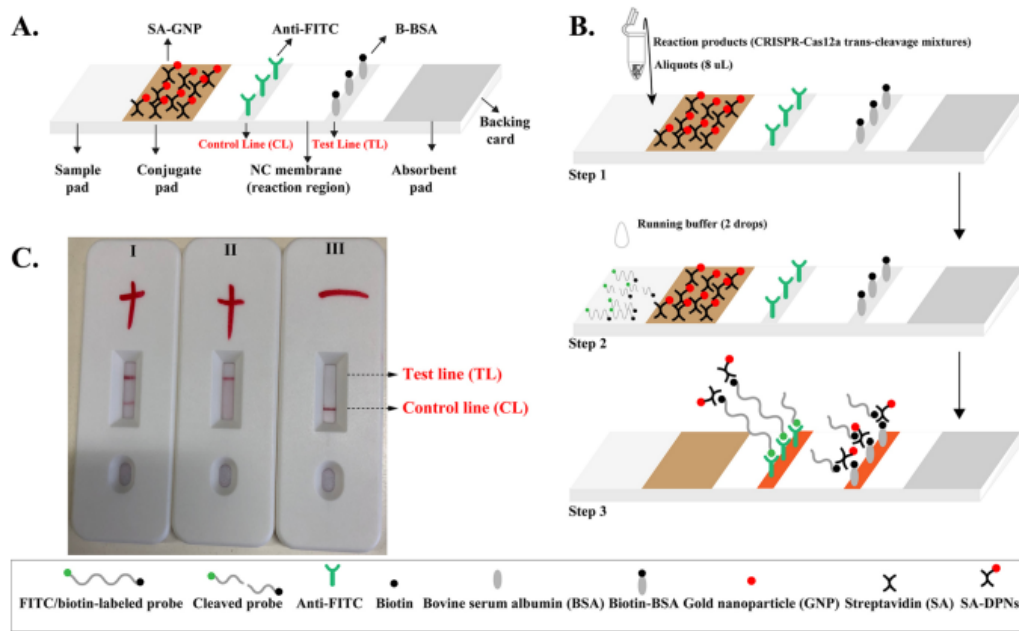 A.
SA-GNP
Anti-FITC
B-BSA
Control Line (CL)
Test Line (TL)
Backing
card
Sample
pad
Conjugate
pad
NC membrane
(reaction region)
Absorbent
pad
B.
Reaction products (CRISPR-Cas12a trans-cleavage mixtures)
Aliquots (8 uL)
Step 1
Running buffer (2 drops)
Step 2
Step 3
C.
I
II
III
+
+
—
Test line (TL)
Control line (CL)
FITC/biotin-labeled probe
Cleaved probe
Anti-FITC
Biotin
Bovine serum albumin (BSA)
Biotin-BSA
Gold nanoparticle (GNP)
Streptavidin (SA)
SA-DPNs